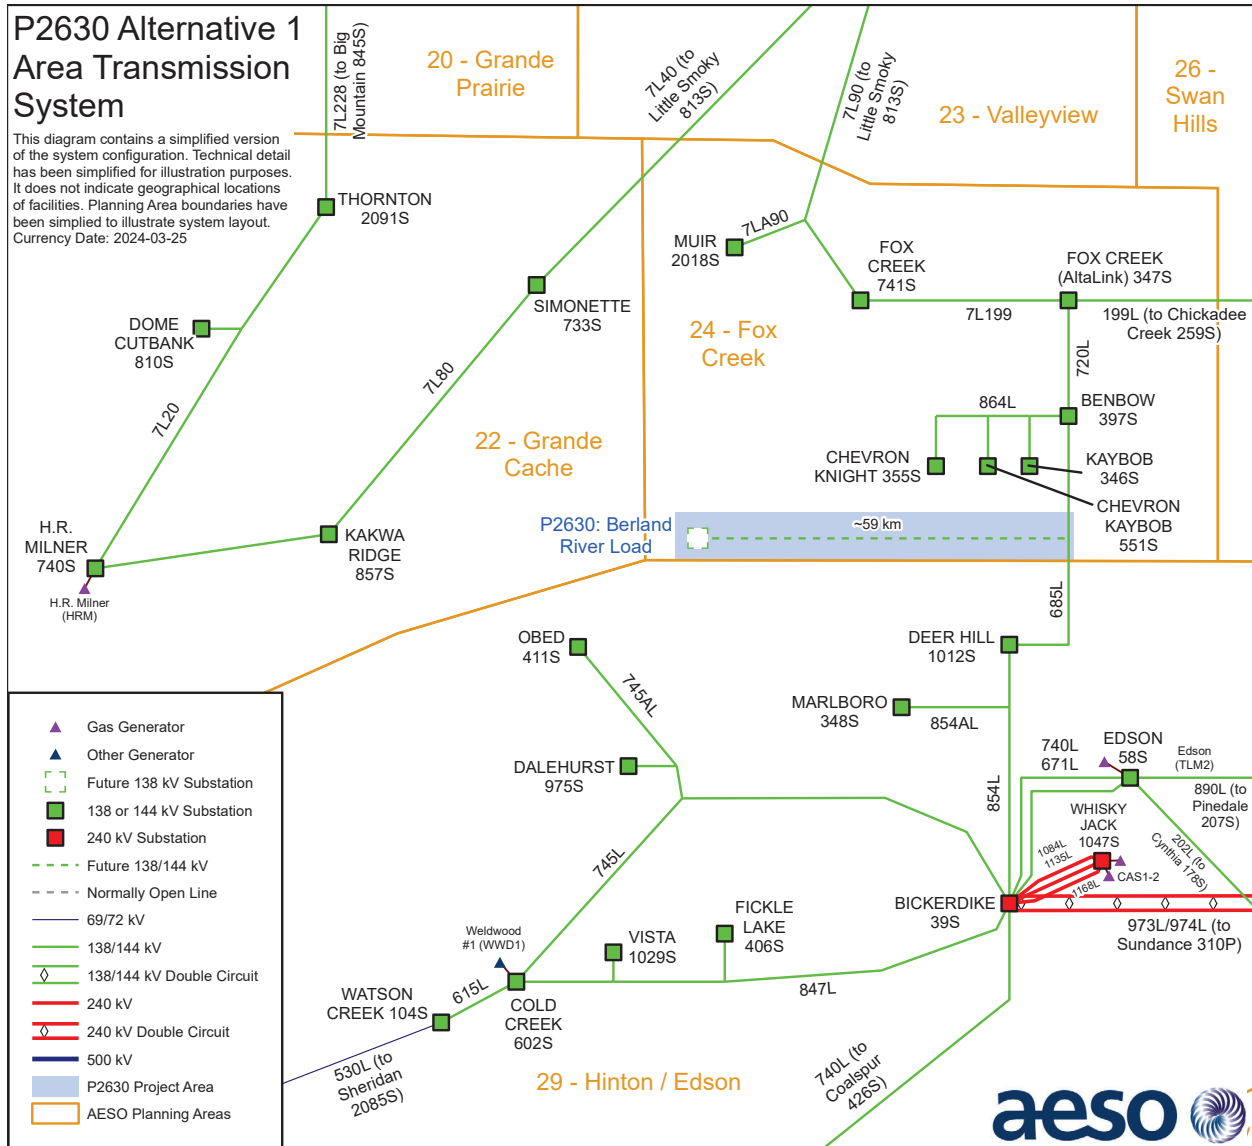 P2630 Alternative 1
Area Transmission
System
This diagram contains a simplified version
of the system configuration. Technical detail
has been simplified for illustration purposes.
It does not indicate geographical locations
of facilities. Planning Area boundaries have
been simplied to illustrate system layout.
Currency Date: 2024-03-25
7L228 (to Big
Mountain 845S)
20 - Grande
Prairie
7L40 (to
Little Smoky
813S)
7L90 (to
Little Smoky
813S)
23 - Valleyview
26 -
Swan
Hills
THORNTON
2091S
MUIR
2018S
7LA90
FOX
CREEK
741S
FOX CREEK
(AltaLink) 347S
SIMONETTE
733S
7L199
199L (to Chickadee
Creek 259S)
DOME
CUTBANK
810S
24 - Fox
Creek
720L
7L80
7L20
864L
BENBOW
397S
22 - Grande
Cache
CHEVRON
KNIGHT 355S
KAYBOB
346S
CHEVRON
KAYBOB
551S
H.R.
MILNER
740S
KAKWA
RIDGE
857S
P2630: Berland
River Load
~59 km
H.R. Milner
(HRM)
685L
OBED
411S
DEER HILL
1012S
745AL
MARLBORO
348S
854AL
DALEHURST
975S
740L
671L
EDSON
58S
Edson
(TLM2)
890L (to
Pinedale
207S)
854L
WHISKY
JACK
1047S
1084L
1135L
1168L
CAS1-2
202L (to
Cynthia 178S)
745L
BICKERDIKE
39S
973L/974L (to
Sundance 310P)
FICKLE
LAKE
406S
VISTA
1029S
Weldwood
#1 (WWD1)
847L
WATSON
CREEK 104S
615L
COLD
CREEK
602S
530L (to
Sheridan
2085S)
29 - Hinton / Edson
740L (to
Coalspur
426S)
Gas Generator
Other Generator
Future 138 kV Substation
138 or 144 kV Substation
240 kV Substation
Future 138/144 kV
Normally Open Line
69/72 kV
138/144 kV
138/144 kV Double Circuit
240 kV
240 kV Double Circuit
500 kV
P2630 Project Area
AESO Planning Areas
aeso